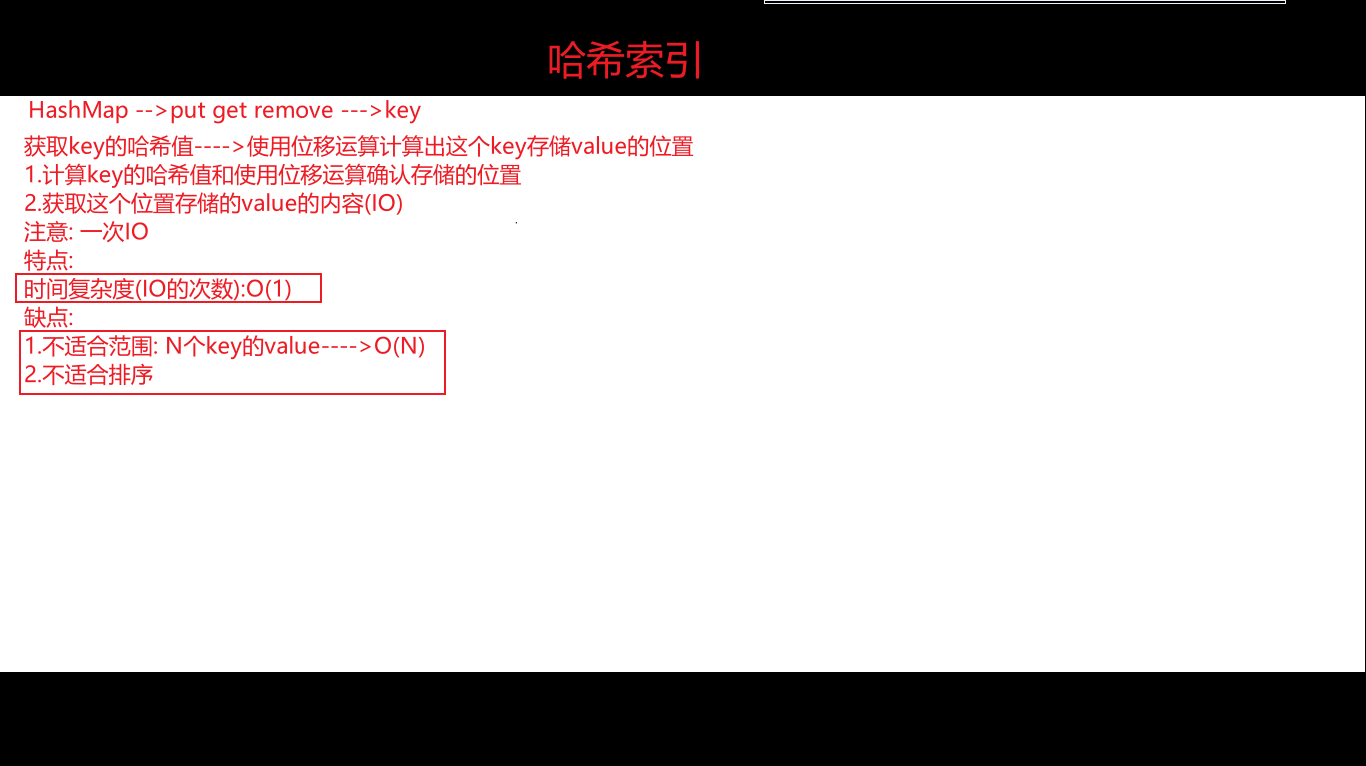 哈希索引
HashMap -->put get remove --->key
获取key的哈希值---->使用位移运算计算出这个key存储value的位置
1.计算key的哈希值和使用位移运算确认存储的位置
2.获取这个位置存储的value的内容(IO)
注意: 一次IO
特点:
时间复杂度(IO的次数):O(1)
缺点:
1.不适合范围: N个key的value---->O(N)
2.不适合排序